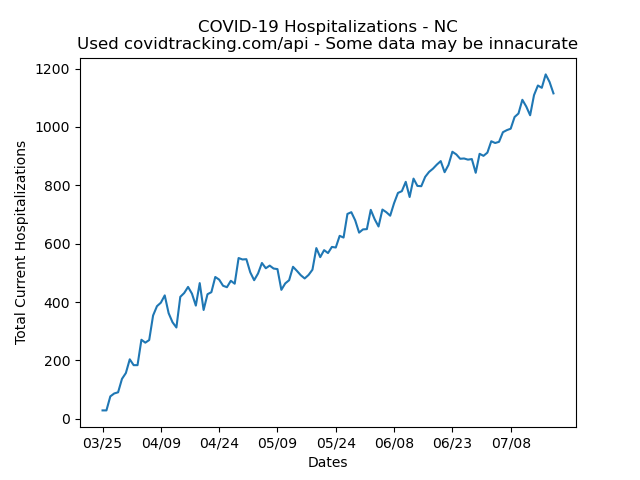 COVID-19 Hospitalizations - NC
Used covidtracking.com/api - Some data may be innacurate
1200
1000
800
600
400
200
0
Total Current Hospitalizations
03/25 04/09 04/24 05/09 05/24 06/08 06/23 07/08
Dates